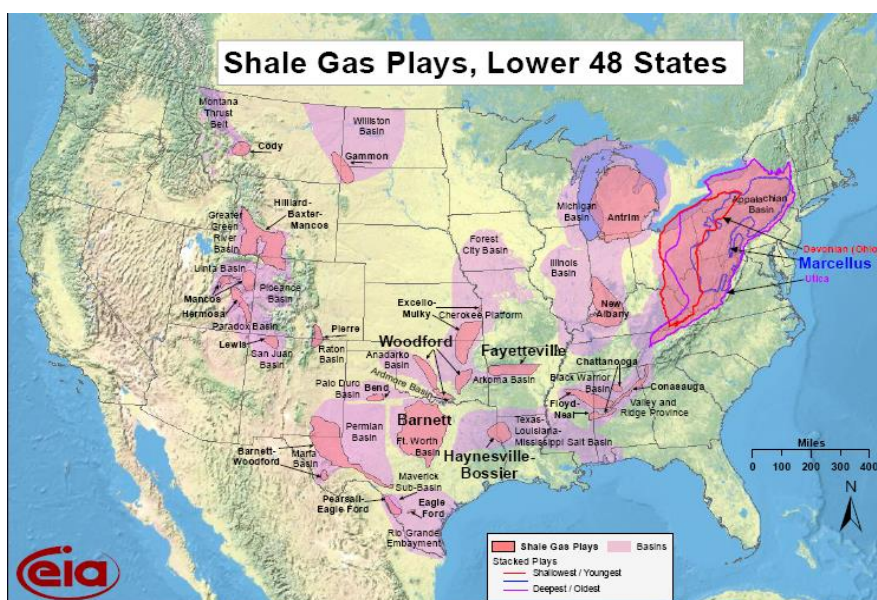 Shale Gas Plays, Lower 48 States
Montana
Thrust
Belt
Cody
Williston
Basin
Gammon
Hilliard-
Baxter-
Mancos
Greater
Green
River
Basin
Uinta Basin
Mancos
Piceance
Basin
Hermosa
Paradox Basin
Lewis
San Juan
Basin
Pierre
Raton
Basin
Forest
City Basin
Excello-
Mulky
Cherokee Platform
Woodford
Anadarko
Basin
Ardmore Basin
Arkoma Basin
Fayetteville
Palo Duro
Basin
Bend
Michigan
Basin
Antrim
Illinois
Basin
New
Albany
Appalachian
Basin
Devonian (Ohio
Marcellus
Utica
Chattanooga
Black Warrior
Basin
Conasauga
Floyd-
Neal
Valley and
Ridge Province
Texas-
Louisiana-
Mississippi Salt Basin
Haynesville-
Bossier
Barnett
Ft. Worth
Basin
Permian
Basin
Barnett-
Woodford
Marfa
Basin
Maverick
Sub-Basin
Pearsall-
Eagle Ford
Eagle
Ford
Rio Grande
Embayment
Miles
0 100 200 300 400
N
Shale Gas Plays
Basins
Stacked Plays
Shallowest / Youngest
Deepest / Oldest
eia